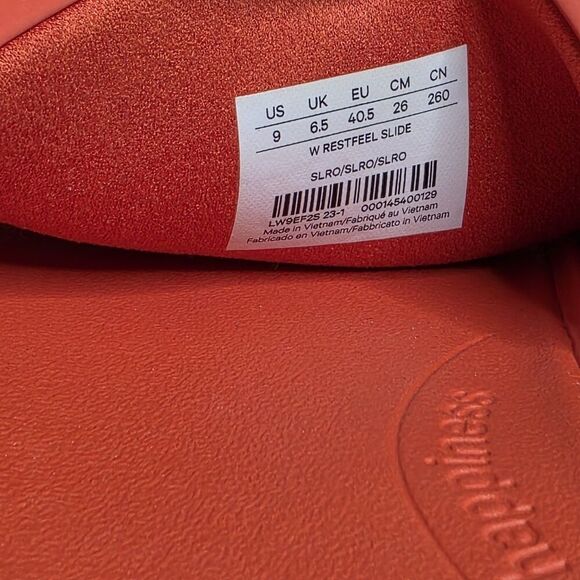 US UK EU CM CN
9 6.5 40.5 26 260
W RESTFEEL SLIDE
SLRO/SLRO/SLRO
LW9EF2S 23-1 000145400129
Made in Vietnam/Fabriqué au Vietnam
Fabricado en Vietnam/Fabbricato in Vietnam
happiness